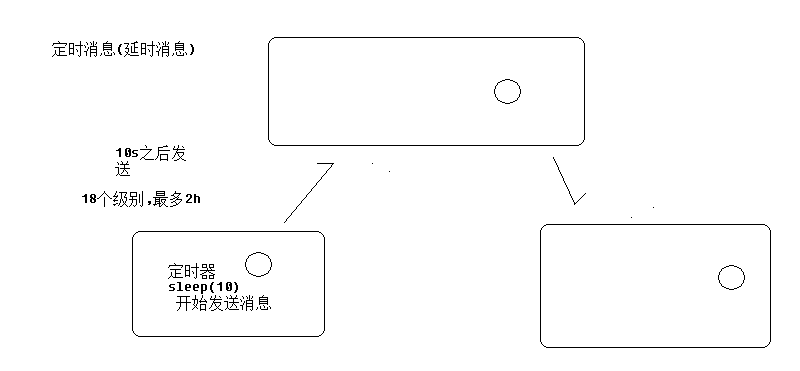 定时消息(延时消息)
10s之后发
送
18个级别,最多2h
定时器
sleep(10)
开始发送消息